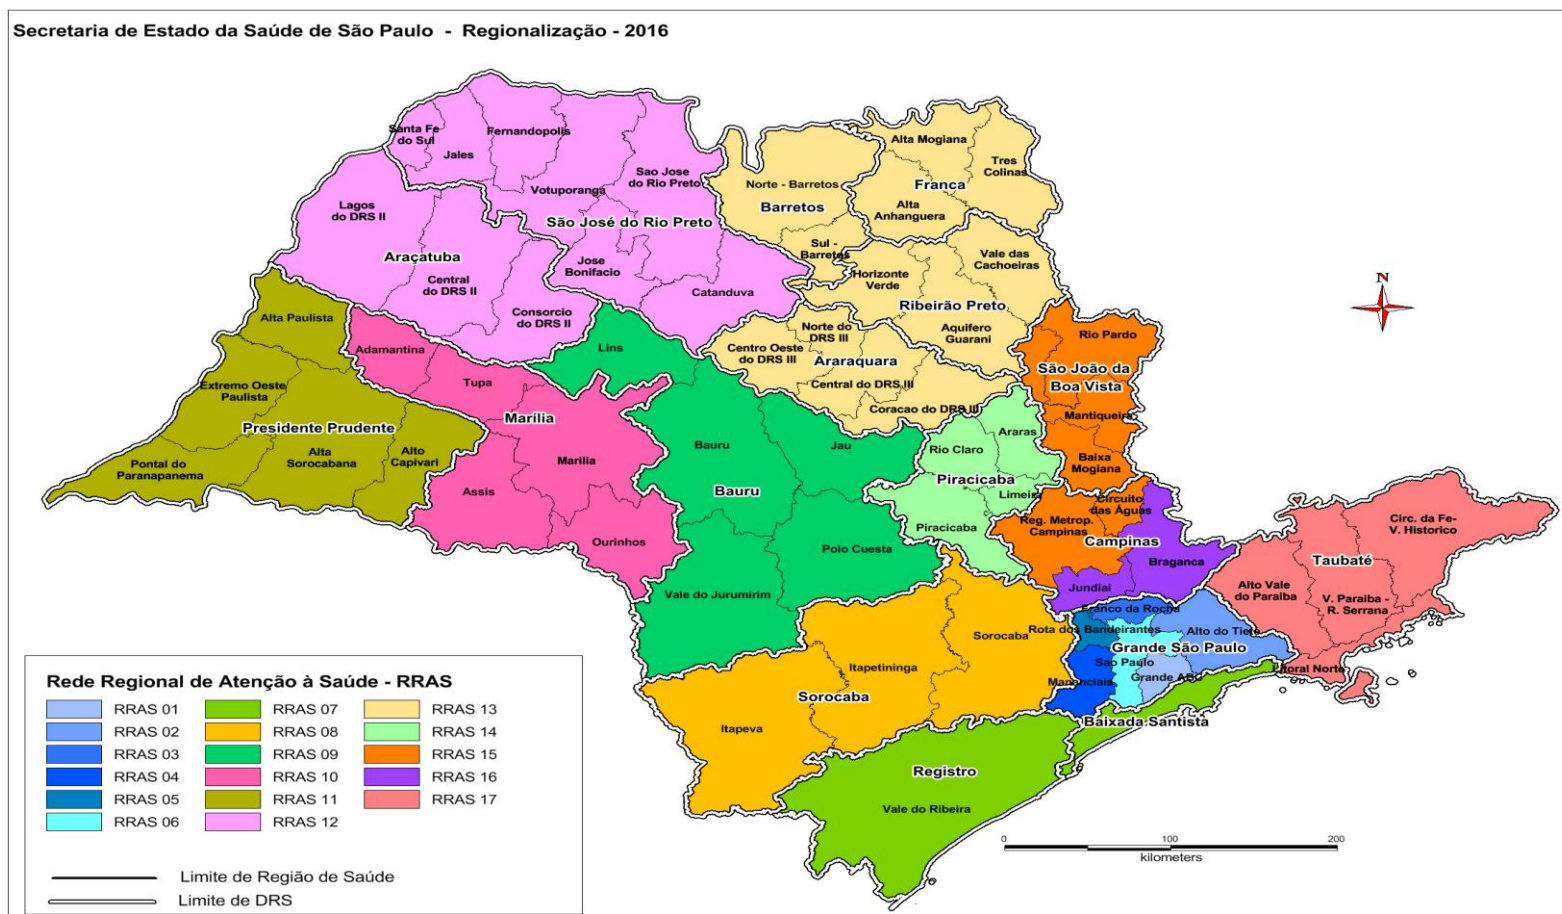 Secretaria de Estado da Saúde de São Paulo - Regionalização - 2016
Santa Fe
do Sul
Jales
Fernandopolis
Votuporanga
Sao Jose
do Rio Preto
São José do Rio Preto
Jose
Bonifacio
Catanduva
Lagos
do DRS II
Araçatuba
Central
do DRS II
Consorcio
do DRS II
Norte - Barretos
Barretos
Sul -
Barretos
Alta Mogiana
Tres
Colinas
Franca
Alta
Anhanguera
Horizonte
Verde
Vale das
Cachoeiras
Ribeirão Preto
Aquifero
Guarani
Norte do
DRS III
Centro Oeste
do DRS III
Araraquara
Central do DRS III
Coracao do DRS III
N
Alta Paulista
Extremo Oeste
Paulista
Presidente Prudente
Pontal do
Paranapanema
Alta
Sorocabana
Alto
Capivari
Adamantina
Tupa
Marília
Marilia
Assis
Ourinhos
Lins
Bauru
Jau
Bauru
Polo Cuesta
Vale do Jurumirim
Rio Pardo
São João da
Boa Vista
Mantiqueira
Baixa
Mogiana
Araras
Rio Claro
Piracicaba
Limeira
Piracicaba
Circuito
das Águas
Reg. Metrop.
Campinas
Campinas
Braganca
Jundiai
Circ. da Fe-
V. Historico
Taubaté
Alto Vale
do Paraiba
V. Paraiba -
R. Serrana
Litoral Norte
Franco da Rocha
Rota dos Bandeirantes
Alto do Tiete
Grande São Paulo
Sao Paulo
Grande ABC
Mananciais
Baixada Santista
Sorocaba
Itapetininga
Sorocaba
Itapeva
Registro
Vale do Ribeira
Rede Regional de Atenção à Saúde - RRAS
RRAS 01
RRAS 02
RRAS 03
RRAS 04
RRAS 05
RRAS 06
RRAS 07
RRAS 08
RRAS 09
RRAS 10
RRAS 11
RRAS 12
RRAS 13
RRAS 14
RRAS 15
RRAS 16
RRAS 17
Limite de Região de Saúde
Limite de DRS
0 100 200
kilometers